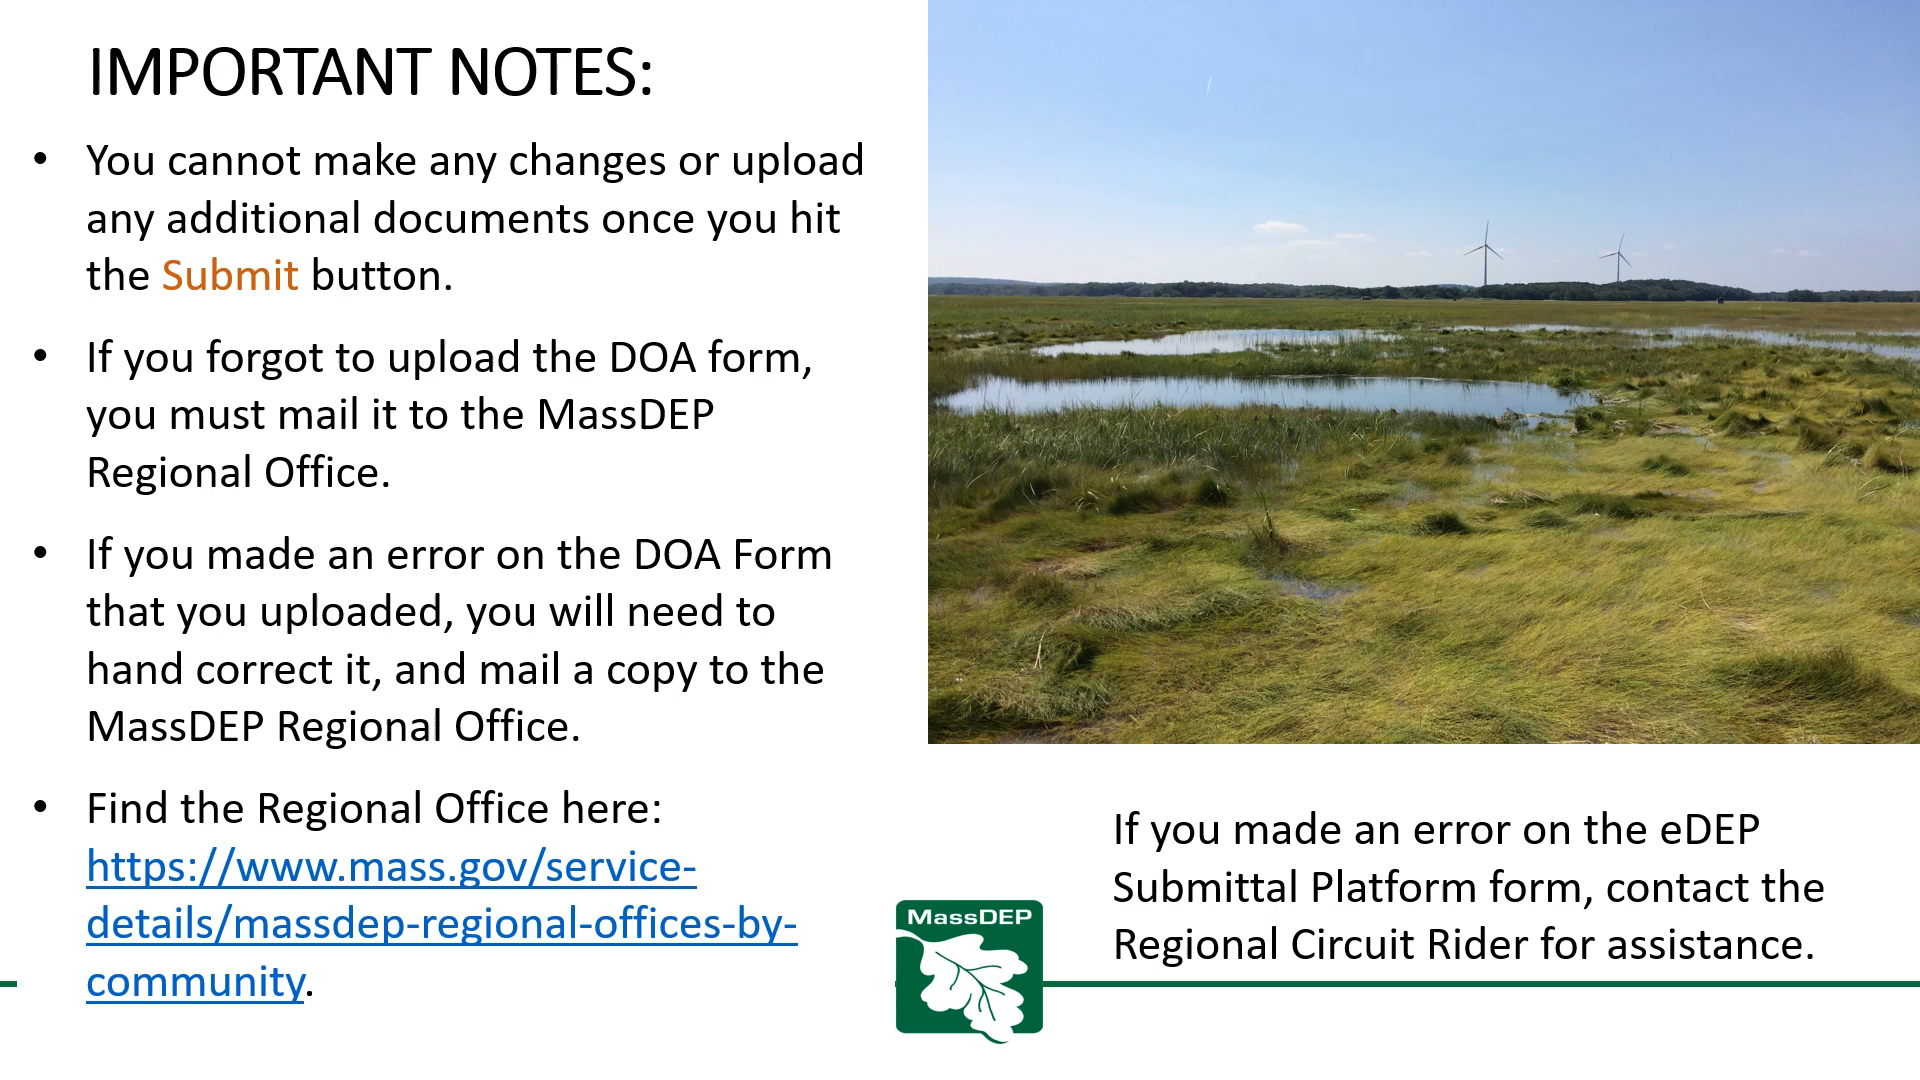 IMPORTANT NOTES:
• You cannot make any changes or upload
any additional documents once you hit
the Submit button.
• If you forgot to upload the DOA form,
you must mail it to the MassDEP
Regional Office.
• If you made an error on the DOA Form
that you uploaded, you will need to
hand correct it, and mail a copy to the
MassDEP Regional Office.
• Find the Regional Office here:
https://www.mass.gov/service-
details/massdep-regional-offices-by-
community.
If you made an error on the eDEP
Submittal Platform form, contact the
Regional Circuit Rider for assistance.
MassDEP